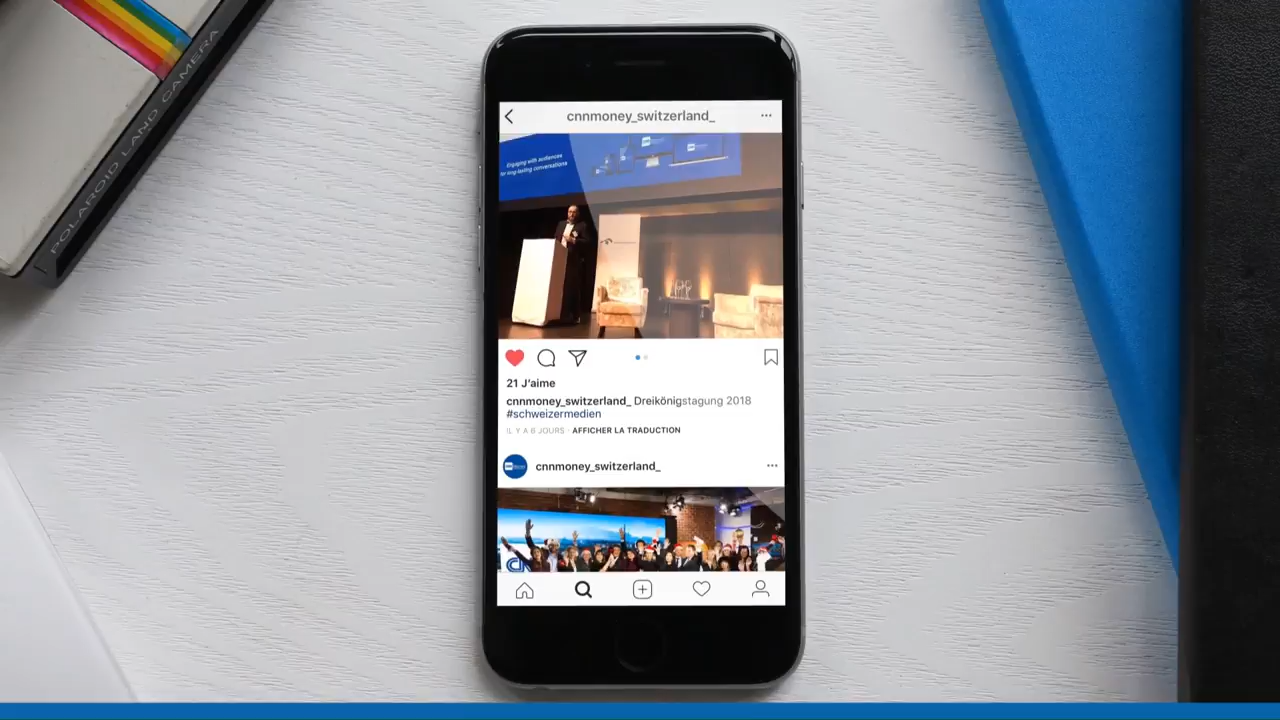 POLAROID LAND CAMERA
cnnmoney_switzerland_
Engaging with audiences
for long-lasting conversations
21 J'aime
cnnmoney_switzerland_ Dreikönigstagung 2018
#schweizermedien
IL Y A 6 JOURS · AFFICHER LA TRADUCTION
cnnmoney_switzerland_